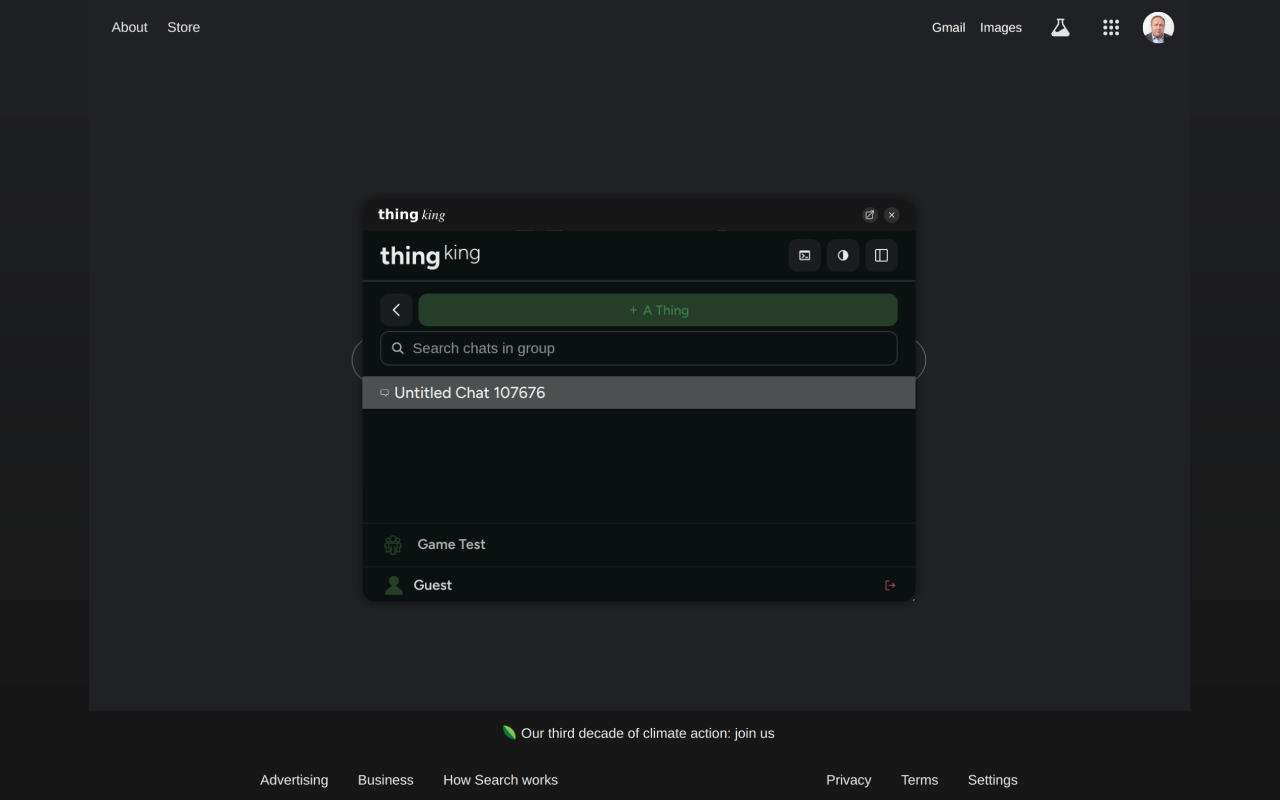 About Store
Gmail Images
thing king
thing king
+ A Thing
Search chats in group
Untitled Chat 107676
Game Test
Guest
Our third decade of climate action: join us
Advertising Business How Search works
Privacy Terms Settings